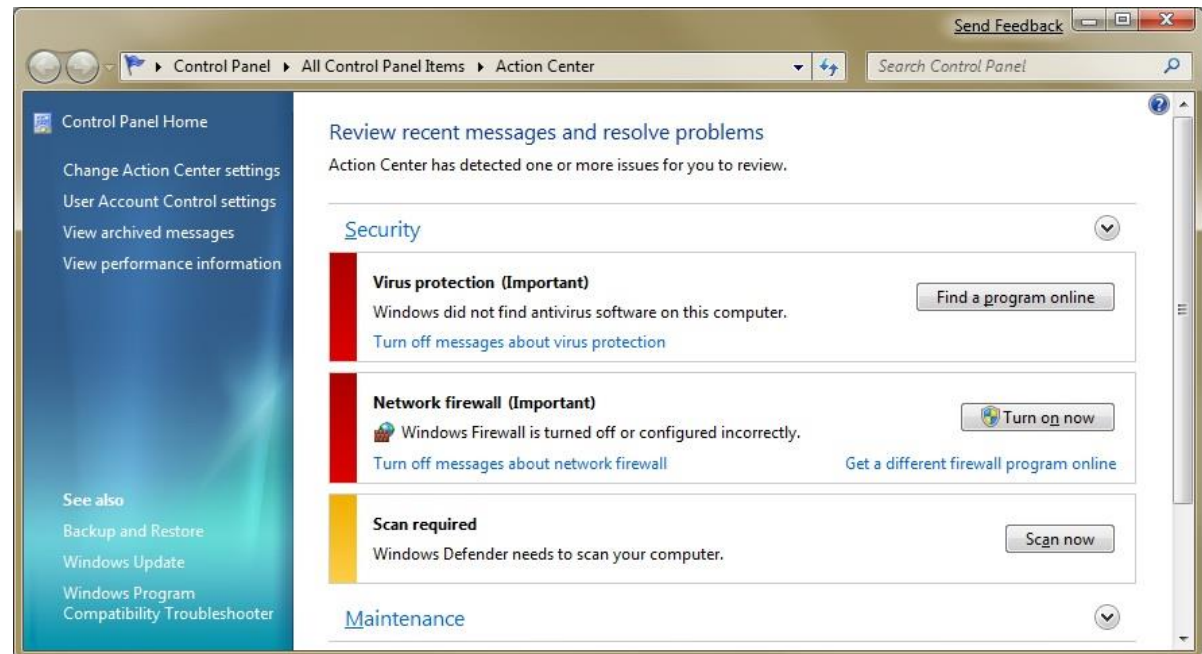 Send Feedback
Control Panel All Control Panel Items Action Center
Search Control Panel
Control Panel Home
Change Action Center settings
User Account Control settings
View archived messages
View performance information
See also
Backup and Restore
Windows Update
Windows Program
Compatibility Troubleshooter
Review recent messages and resolve problems
Action Center has detected one or more issues for you to review.
Security
Virus protection (Important)
Windows did not find antivirus software on this computer.
Find a program online
Turn off messages about virus protection
Network firewall (Important)
Windows Firewall is turned off or configured incorrectly.
Turn on now
Turn off messages about network firewall
Get a different firewall program online
Scan required
Windows Defender needs to scan your computer.
Scan now
Maintenance